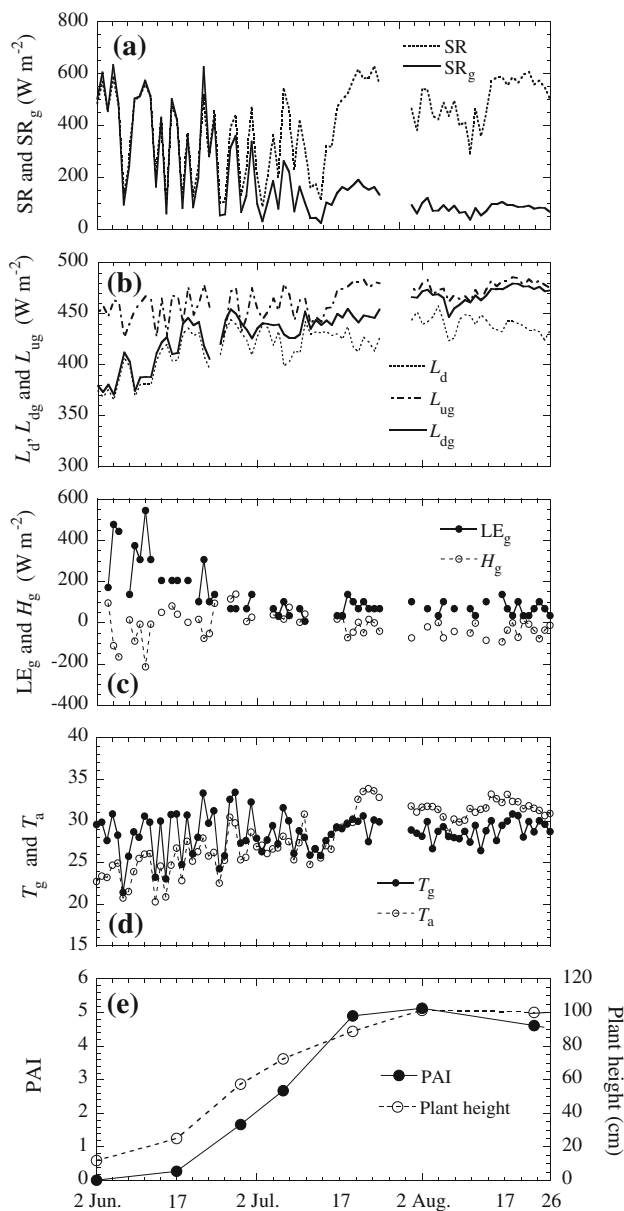 800
600
400
200
0
SR and SR_g (W m^-2)
(a)
SR
SR_g
500
450
400
350
300
L_d, L_dg and L_ug (W m^-2)
(b)
L_d
L_ug
L_dg
600
400
200
0
-200
-400
LE_g and H_g (W m^-2)
(c)
LE_g
H_g
40
35
30
25
20
15
T_g and T_a
(d)
T_g
T_a
6
5
4
3
2
1
0
PAI
(e)
PAI
Plant height
120
100
80
60
40
20
0
Plant height (cm)
2 Jun. 17 2 Jul. 17 2 Aug. 17 26